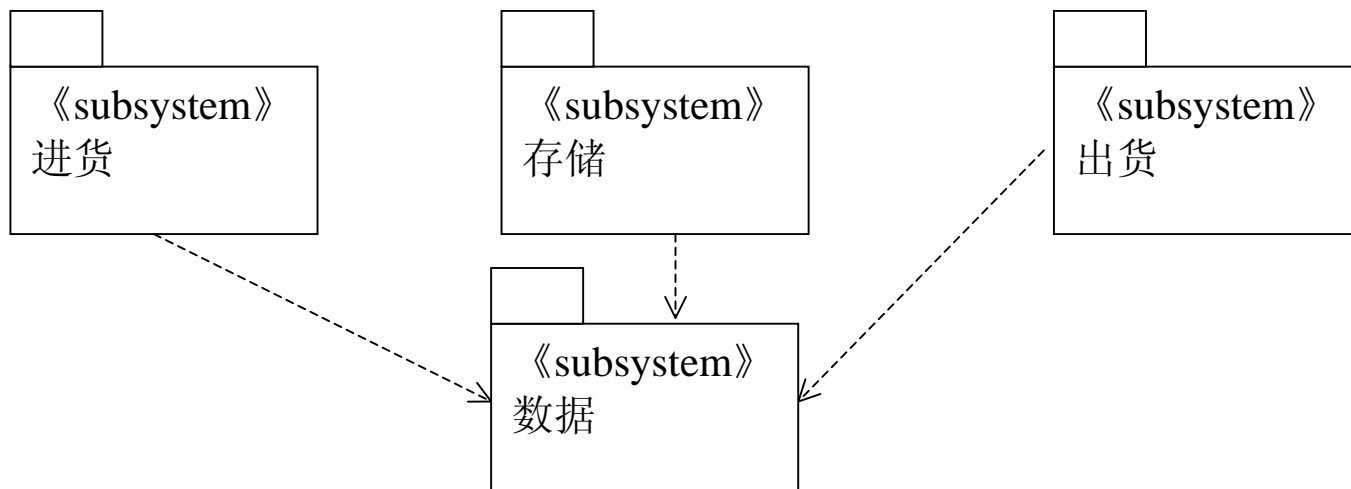 《subsystem》
进货
《subsystem》
存储
《subsystem》
出货
《subsystem》
数据